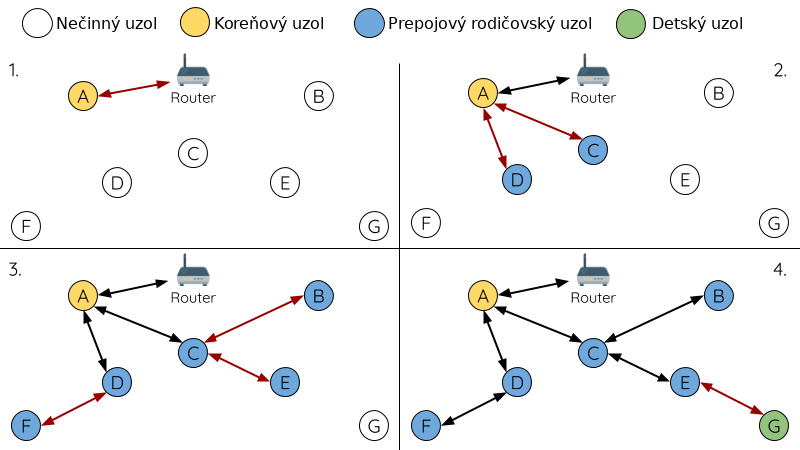 Nečinný uzol Koreňový uzol Prepojový rodičovský uzol Detský uzol
1.
A
Router
B
C
D
E
F
G
2.
A
Router
B
C
D
E
F
G
3.
A
Router
B
C
D
E
F
G
4.
A
Router
B
C
D
E
F
G